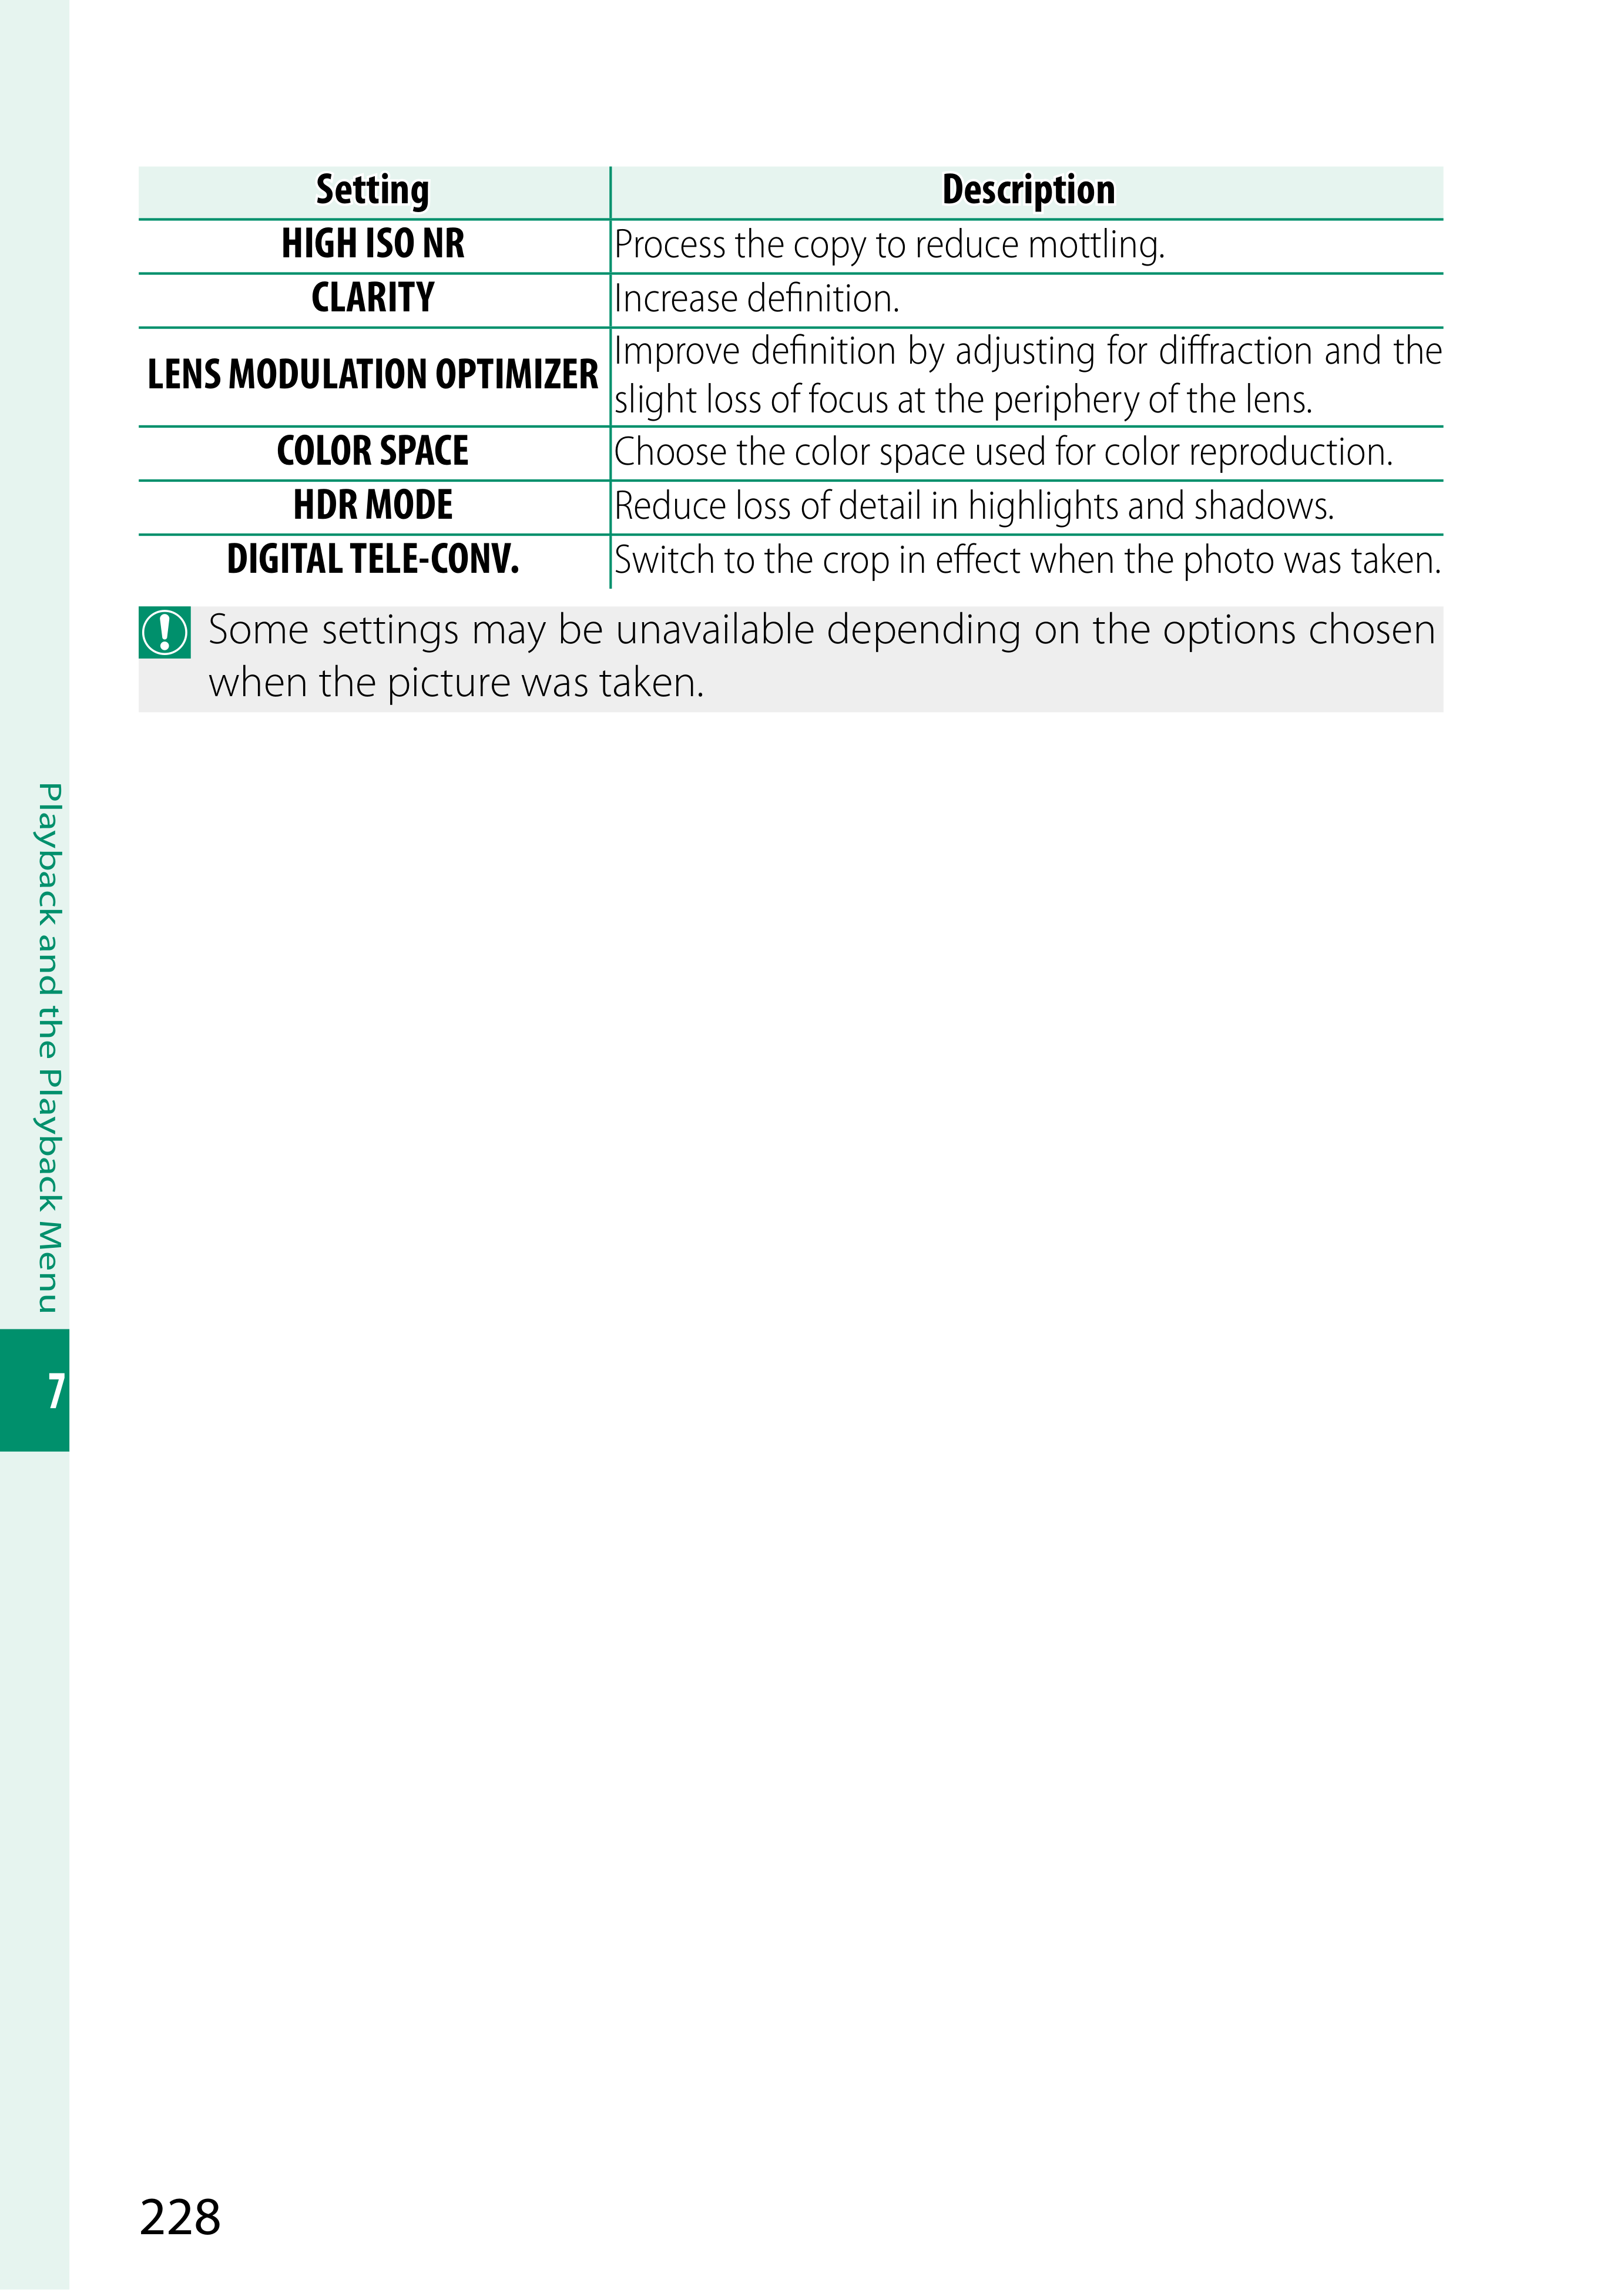 Setting Description
HIGH ISO NR Process the copy to reduce mottling.
CLARITY Increase definition.
LENS MODULATION OPTIMIZER Improve definition by adjusting for diffraction and the
slight loss of focus at the periphery of the lens.
COLOR SPACE Choose the color space used for color reproduction.
HDR MODE Reduce loss of detail in highlights and shadows.
DIGITAL TELE-CONV. Switch to the crop in effect when the photo was taken.
Some settings may be unavailable depending on the options chosen
when the picture was taken.
Playback and the Playback Menu
7
228